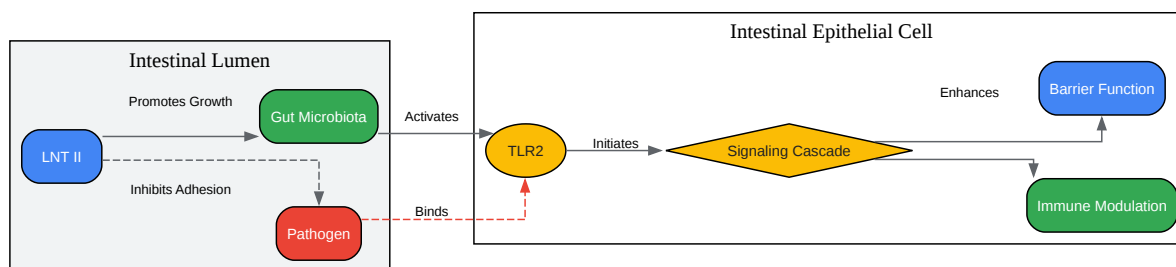 Intestinal Epithelial Cell
Intestinal Lumen
Enhances
Barrier Function
Promotes Growth
Gut Microbiota
Activates
LNT II
TLR2
Initiates
Signaling Cascade
Inhibits Adhesion
Immune Modulation
Binds
Pathogen